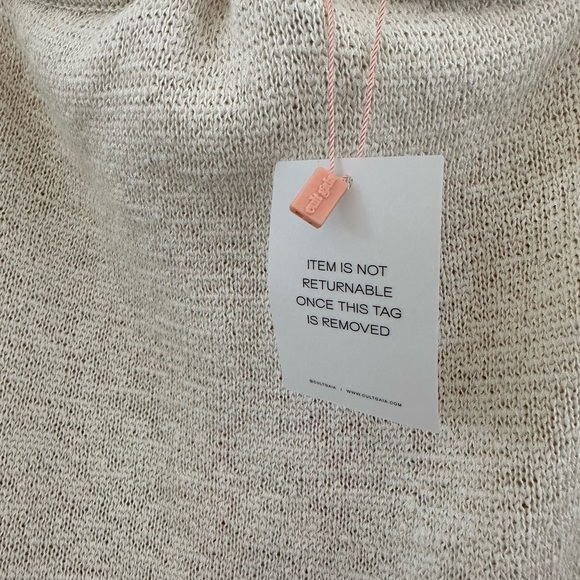 cult gaia
ITEM IS NOT
RETURNABLE
ONCE THIS TAG
IS REMOVED
@CULTGAIA / WWW.CULTGAIA.COM